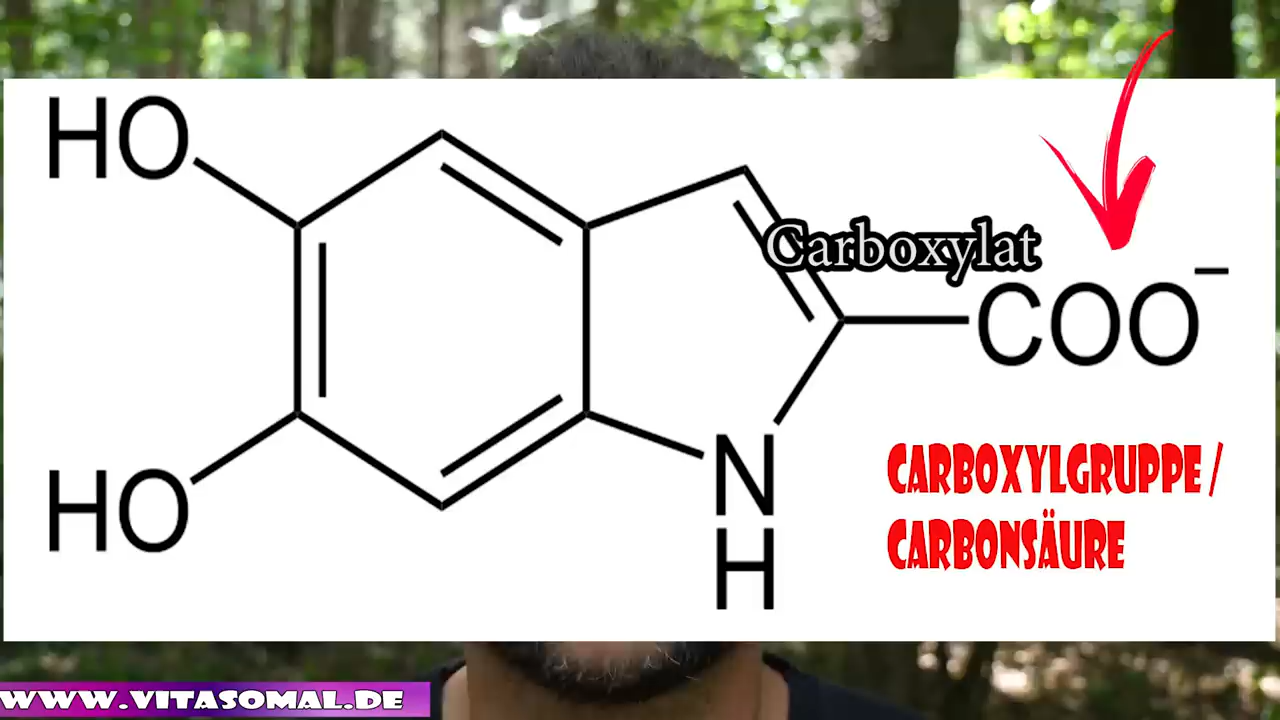 HO
Carboxylat
COO⁻
CARBOXYLGRUPPE /
CARBONSÄURE
HO
N
H
WWW.VITASOMAL.DE